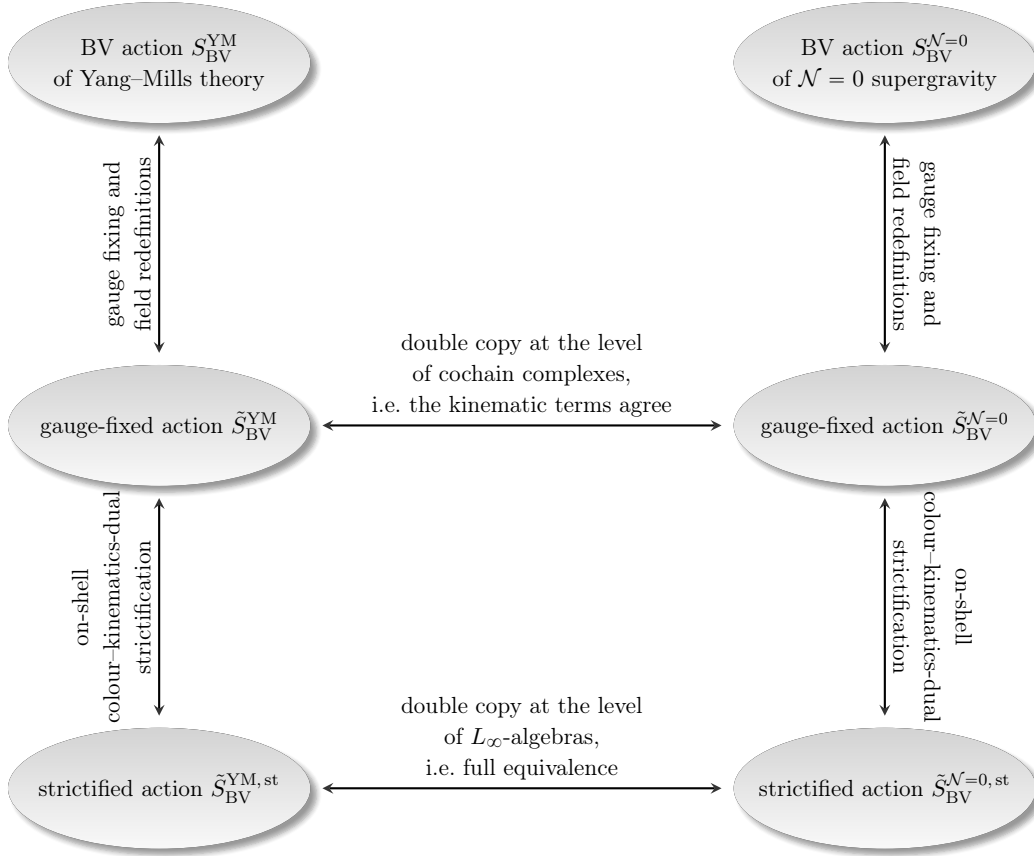 BV action $S_{\mathrm{BV}}^{\mathrm{YM}}$
of Yang–Mills theory
BV action $S_{\mathrm{BV}}^{\mathcal{N}=0}$
of $\mathcal{N} = 0$ supergravity
gauge fixing and
field redefinitions
gauge fixing and
field redefinitions
double copy at the level
of cochain complexes,
i.e. the kinematic terms agree
gauge-fixed action $\tilde{S}_{\mathrm{BV}}^{\mathrm{YM}}$
gauge-fixed action $\tilde{S}_{\mathrm{BV}}^{\mathcal{N}=0}$
on-shell
colour–kinematics-dual
strictification
on-shell
colour–kinematics-dual
strictification
double copy at the level
of $L_\infty$-algebras,
i.e. full equivalence
strictified action $\tilde{S}_{\mathrm{BV}}^{\mathrm{YM,\,st}}$
strictified action $\tilde{S}_{\mathrm{BV}}^{\mathcal{N}=0,\,\mathrm{st}}$